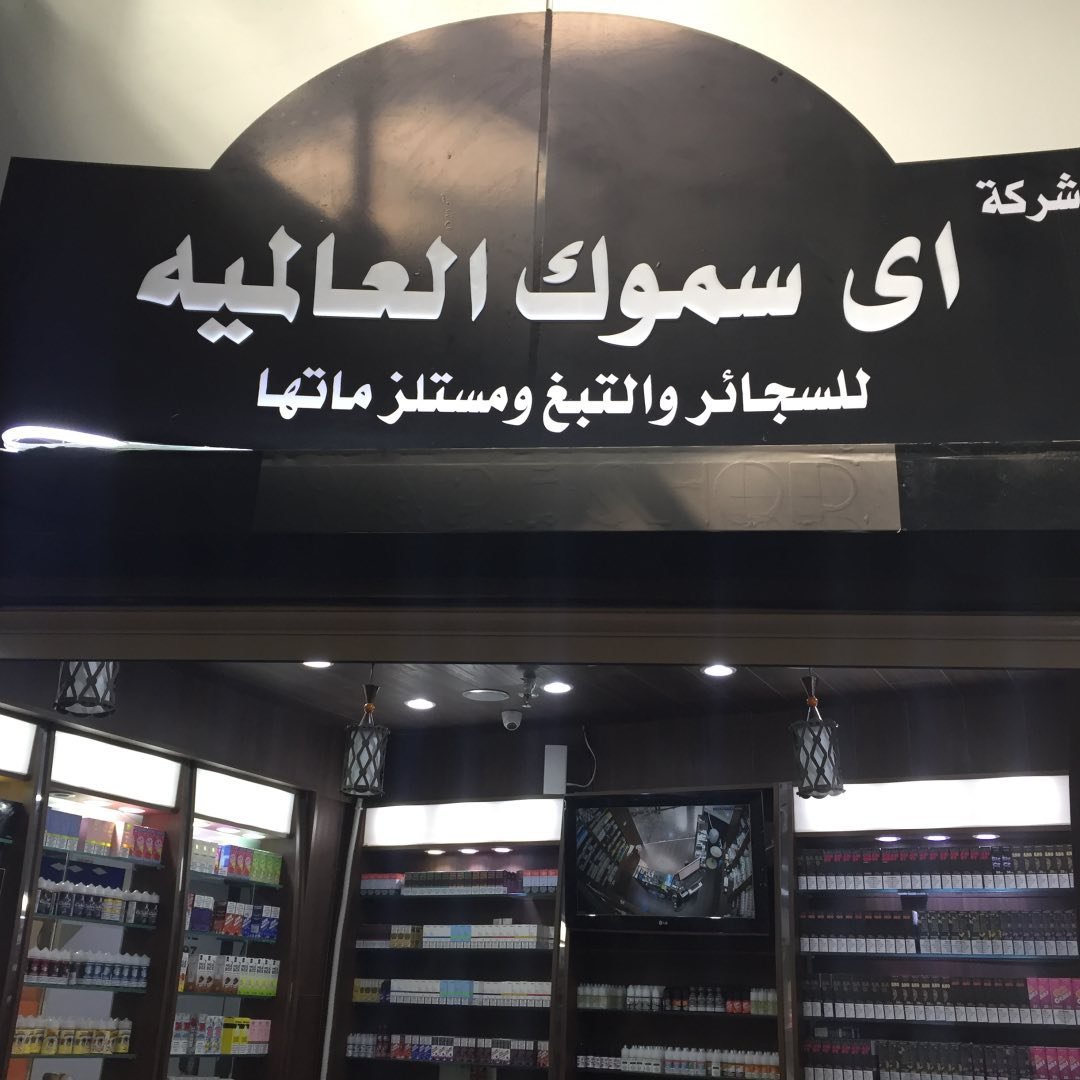 شركة
اى سموك العالميه
للسجائر والتبغ ومستلزماتها